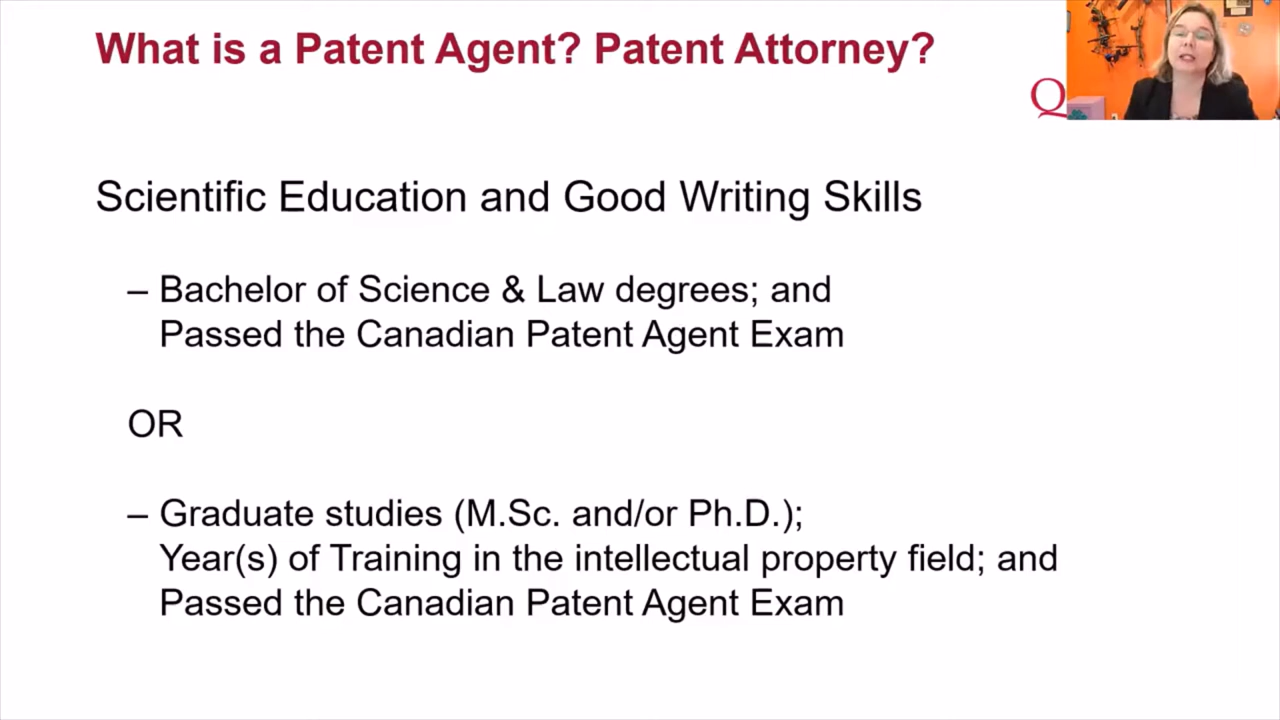 What is a Patent Agent? Patent Attorney?
Q
Scientific Education and Good Writing Skills
– Bachelor of Science & Law degrees; and
Passed the Canadian Patent Agent Exam
OR
– Graduate studies (M.Sc. and/or Ph.D.);
Year(s) of Training in the intellectual property field; and
Passed the Canadian Patent Agent Exam